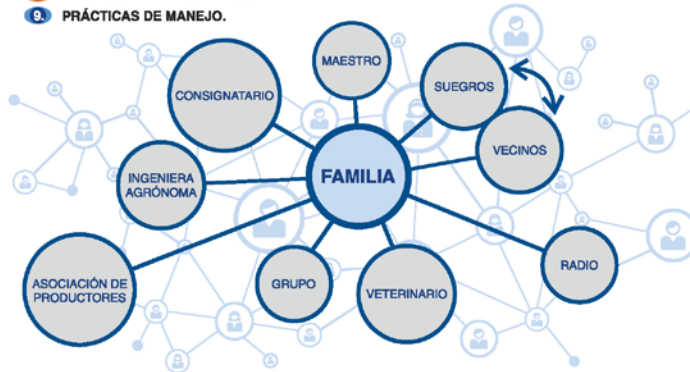 9. PRÁCTICAS DE MANEJO.
MAESTRO
CONSIGNATARIO
SUEGROS
VECINOS
FAMILIA
INGENIERA
AGRÓNOMA
ASOCIACIÓN DE
PRODUCTORES
GRUPO
VETERINARIO
RADIO